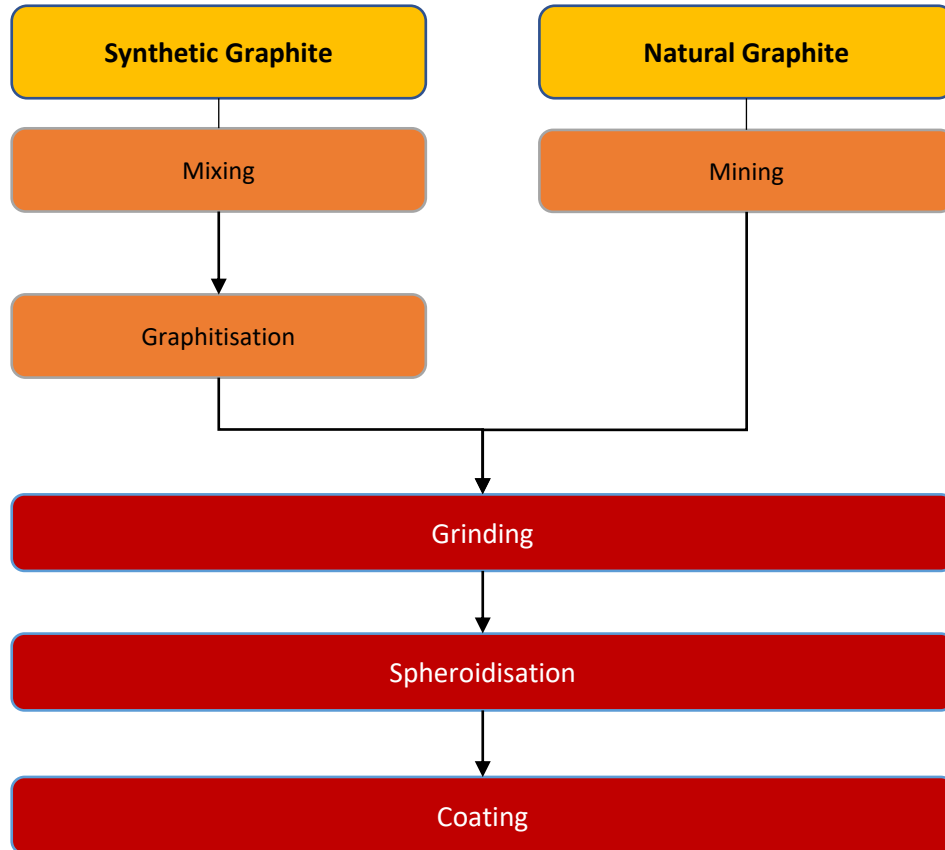 Synthetic Graphite
Natural Graphite
Mixing
Mining
Graphitisation
Grinding
Spheroidisation
Coating